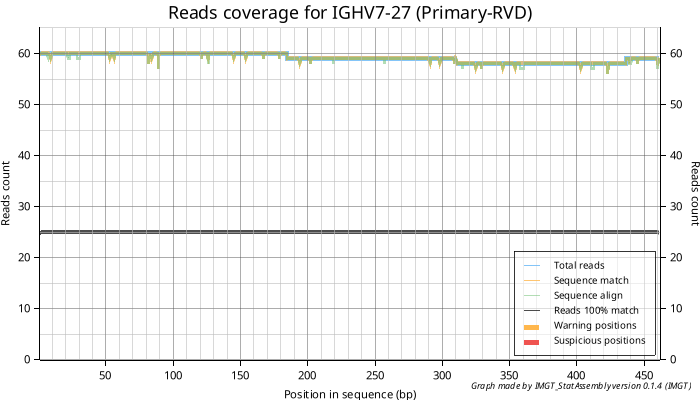 Reads coverage for IGHV7-27 (Primary-RVD)
60
50
40
30
20
10
0
Reads count
60
50
40
30
20
10
0
Reads count
Total reads
Sequence match
Sequence align
Reads 100% match
Warning positions
Suspicious positions
50
100
150
200
250
300
350
400
450
Position in sequence (bp)
Graph made by IMGT_StatAssembly version 0.1.4 (IMGT)